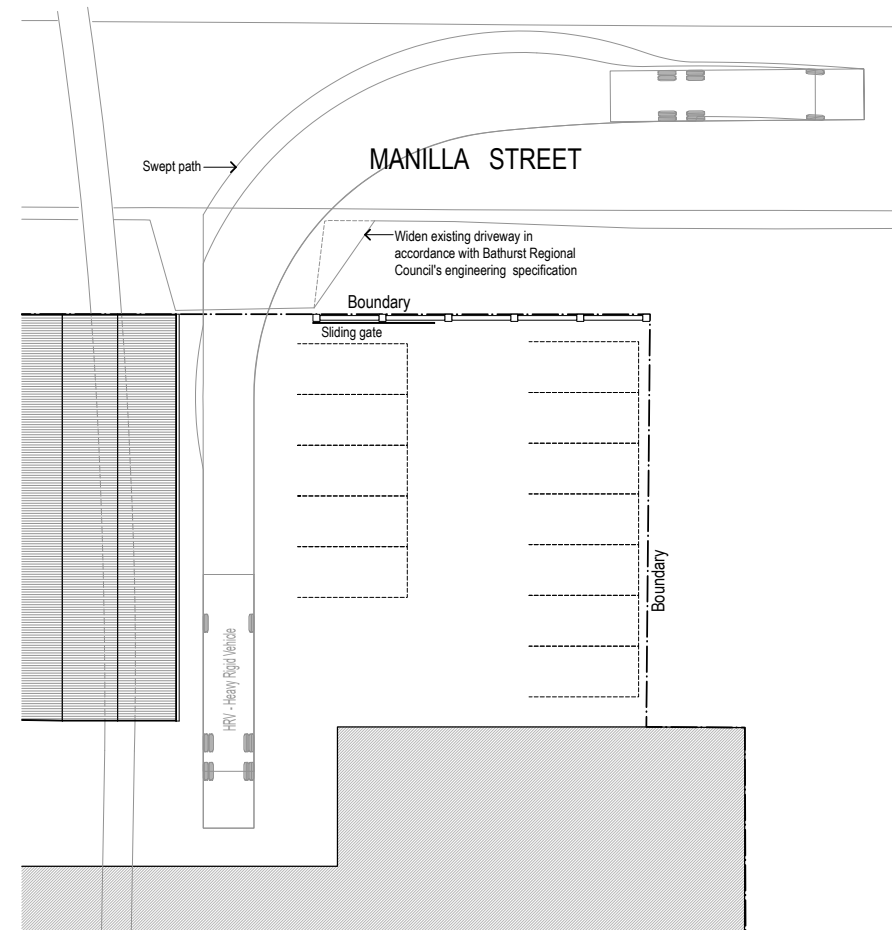 MANILLA STREET
Swept path
Widen existing driveway in
accordance with Bathurst Regional
Council's engineering specification
Boundary
Sliding gate
Boundary
HRV - Heavy Rigid Vehicle